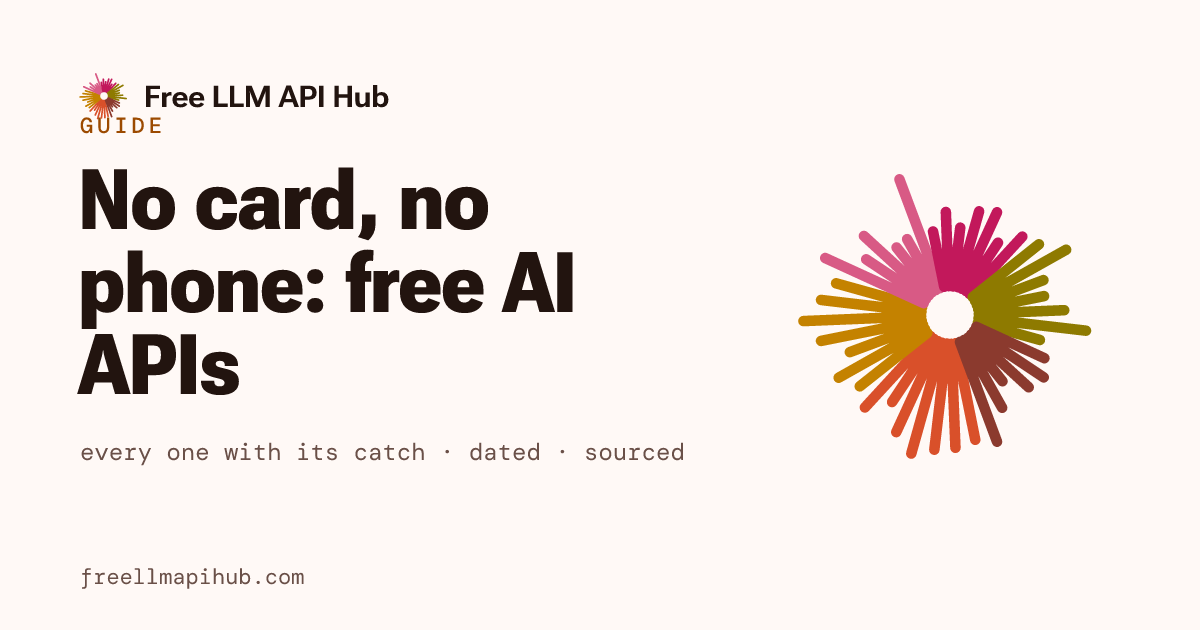 Free LLM API Hub
GUIDE
No card, no
phone: free AI
APIs
every one with its catch · dated · sourced
freellmapihub.com